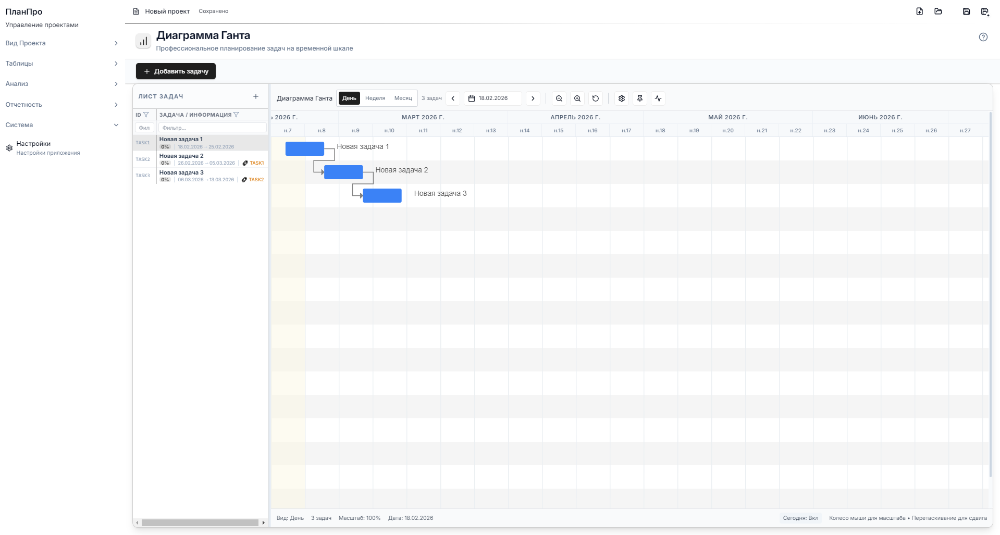 ПланПро
Управление проектами
Вид Проекта
Таблицы
Анализ
Отчетность
Система
Настройки
Настройки приложения
Новый проект Сохранено
Диаграмма Ганта
Профессиональное планирование задач на временной шкале
+ Добавить задачу
ЛИСТ ЗАДАЧ +
ID ЗАДАЧА / ИНФОРМАЦИЯ
Фил Фильтр...
TASK1 Новая задача 1
0% | 18.02.2026 → 25.02.2026
TASK2 Новая задача 2
0% | 26.02.2026 → 05.03.2026 | TASK1
TASK3 Новая задача 3
0% | 06.03.2026 → 13.03.2026 | TASK2
Диаграмма Ганта День Неделя Месяц 3 задач 18.02.2026
2026 Г. МАРТ 2026 Г. АПРЕЛЬ 2026 Г. МАЙ 2026 Г. ИЮНЬ 2026 Г.
н.7 н.8 н.9 н.10 н.11 н.12 н.13 н.14 н.15 н.16 н.17 н.18 н.19 н.20 н.21 н.22 н.23 н.24 н.25 н.26 н.27
Новая задача 1
Новая задача 2
Новая задача 3
Вид: День 3 задач Масштаб: 100% Дата: 18.02.2026 Сегодня: Вкл Колесо мыши для масштаба • Перетаскивание для сдвига